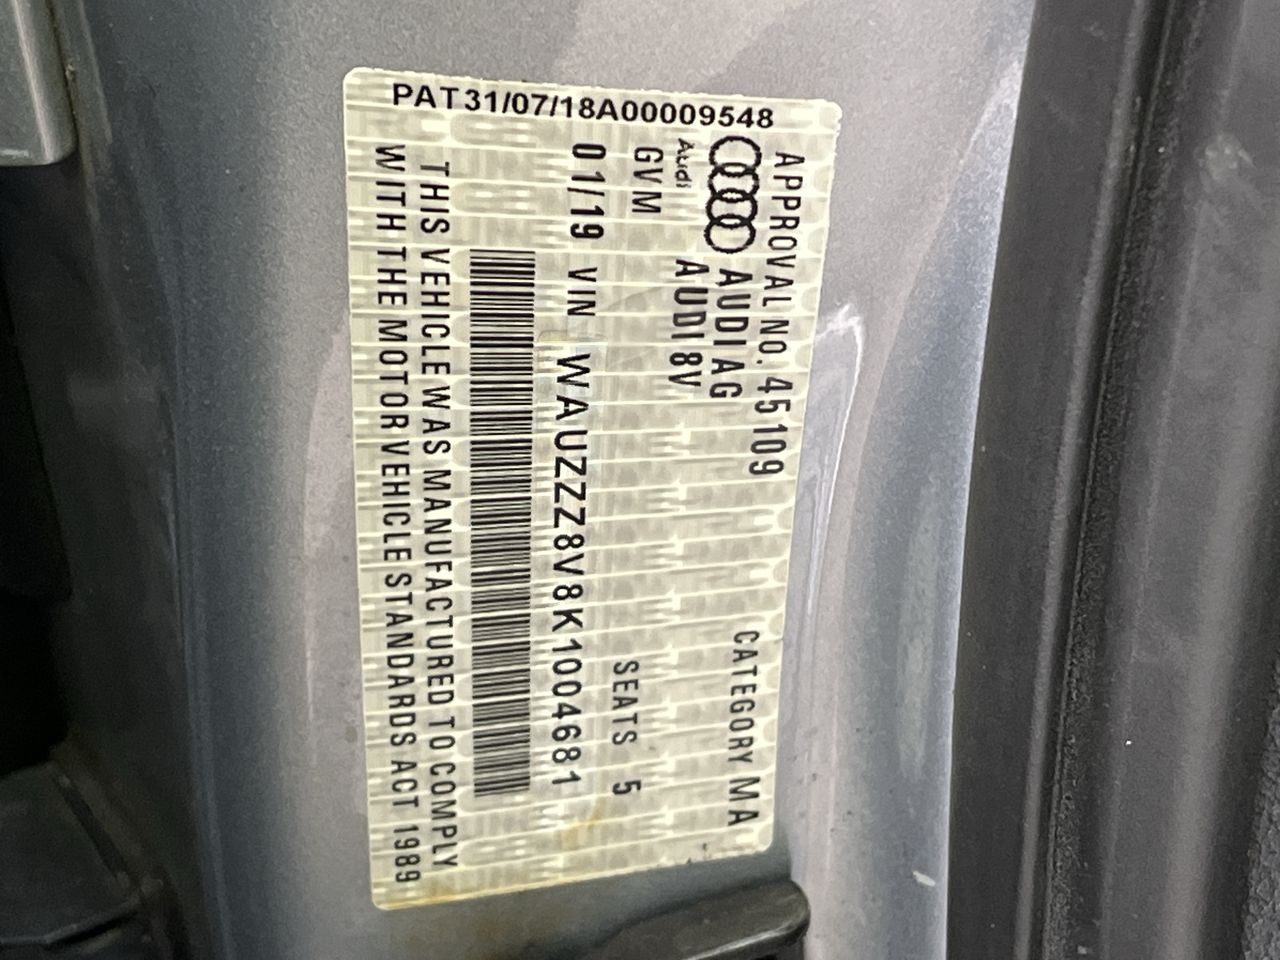 PAT31/07/18A00009548
APPROVAL NO. 45109
AUDI AG CATEGORY MA
Audi AUDI 8V
GVM SEATS 5
01/19 VIN WAUZZZ8V8K1004681
THIS VEHICLE WAS MANUFACTURED TO COMPLY
WITH THE MOTOR VEHICLE STANDARDS ACT 1989